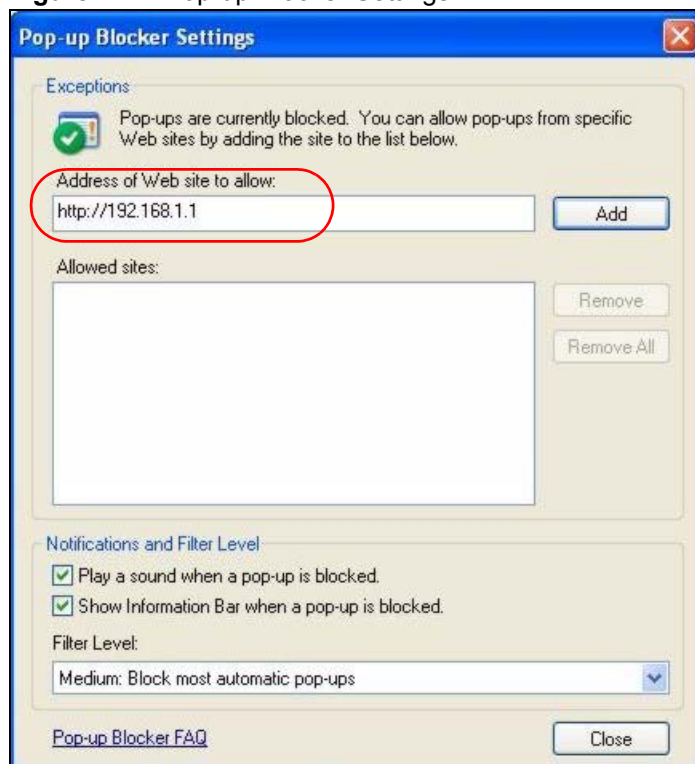 Pop-up Blocker Settings
Exceptions
Pop-ups are currently blocked. You can allow pop-ups from specific
Web sites by adding the site to the list below.
Address of Web site to allow:
http://192.168.1.1
Add
Allowed sites:
Remove
Remove All
Notifications and Filter Level
Play a sound when a pop-up is blocked.
Show Information Bar when a pop-up is blocked.
Filter Level:
Medium: Block most automatic pop-ups
Pop-up Blocker FAQ
Close